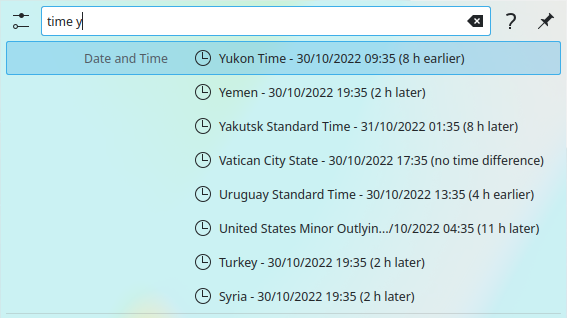 time y
?
Date and Time
Yukon Time - 30/10/2022 09:35 (8 h earlier)
Yemen - 30/10/2022 19:35 (2 h later)
Yakutsk Standard Time - 31/10/2022 01:35 (8 h later)
Vatican City State - 30/10/2022 17:35 (no time difference)
Uruguay Standard Time - 30/10/2022 13:35 (4 h earlier)
United States Minor Outlyin.../10/2022 04:35 (11 h later)
Turkey - 30/10/2022 19:35 (2 h later)
Syria - 30/10/2022 19:35 (2 h later)